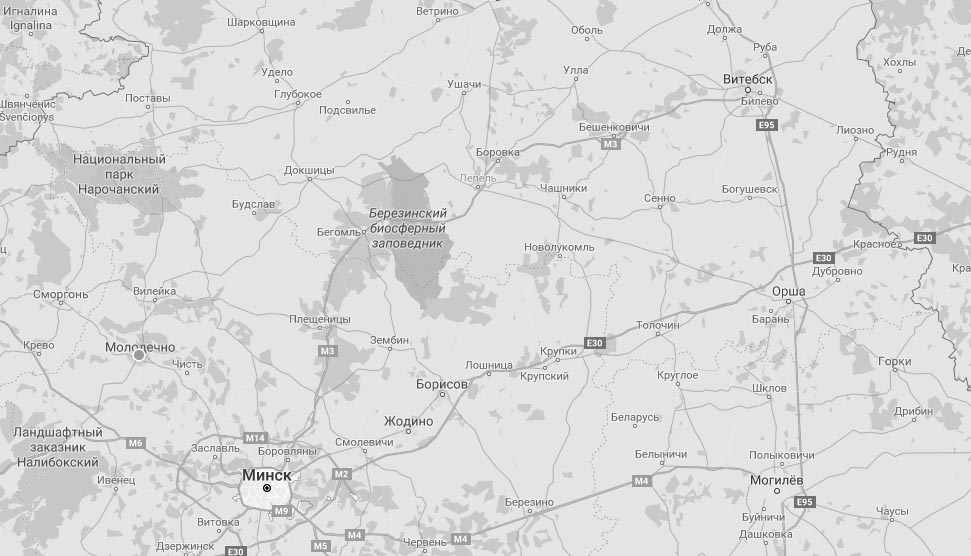 Игналина
Ignalina
Шарковщина
Ветрино
Оболь
Должа
Руба
Хохлы
Де
Удело
Улла
Витебск
Ушачи
Глубокое
Поставы
Подсвилье
Билево
Швянчёнис
Švenčionys
Бешенковичи
E95
Лиозно
M3
Рудня
Национальный
парк
Нарочанский
Боровка
Докшицы
Лепель
Чашники
Богушевск
Сенно
Будслав
Березинский
биосферный
заповедник
Бегомль
E30
Красное
Новолукомль
ц
E30
Дубровно
Кра
Сморгонь
Вилейка
Орша
Плещеницы
Барань
Толочин
Крево
Молодечно
Зембин
E30
M3
Крупки
Чисть
Лошница
Крупский
Круглое
Горки
Борисов
Шклов
Дрибин
Жодино
Беларусь
Ландшафтный
заказник
Налибокский
M6
M14
Смолевичи
Заславль
Боровляны
Белыничи
Полыковичи
Минск
M2
Ивенец
M4
Могилёв
Березино
E95
M9
Чаусы
Витовка
Буйничи
M4
M4
Дашковка
Дзержинск
E30
M5
Червень